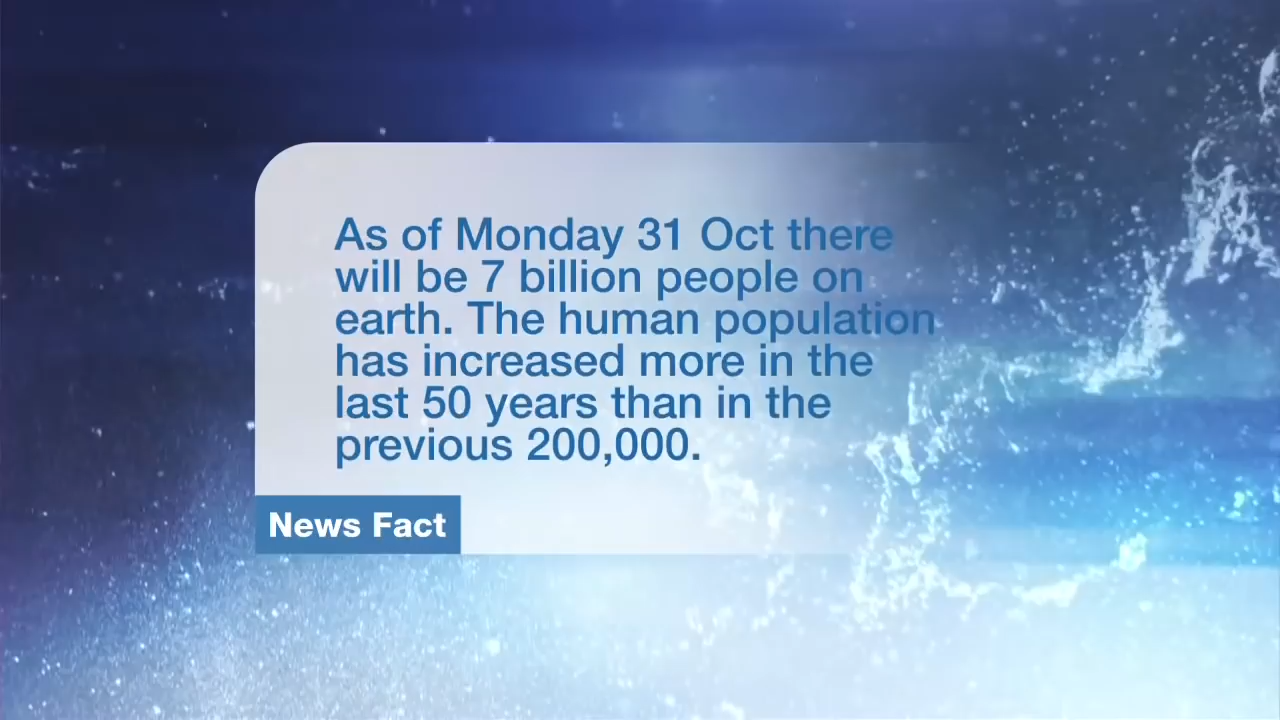 As of Monday 31 Oct there
will be 7 billion people on
earth. The human population
has increased more in the
last 50 years than in the
previous 200,000.
News Fact